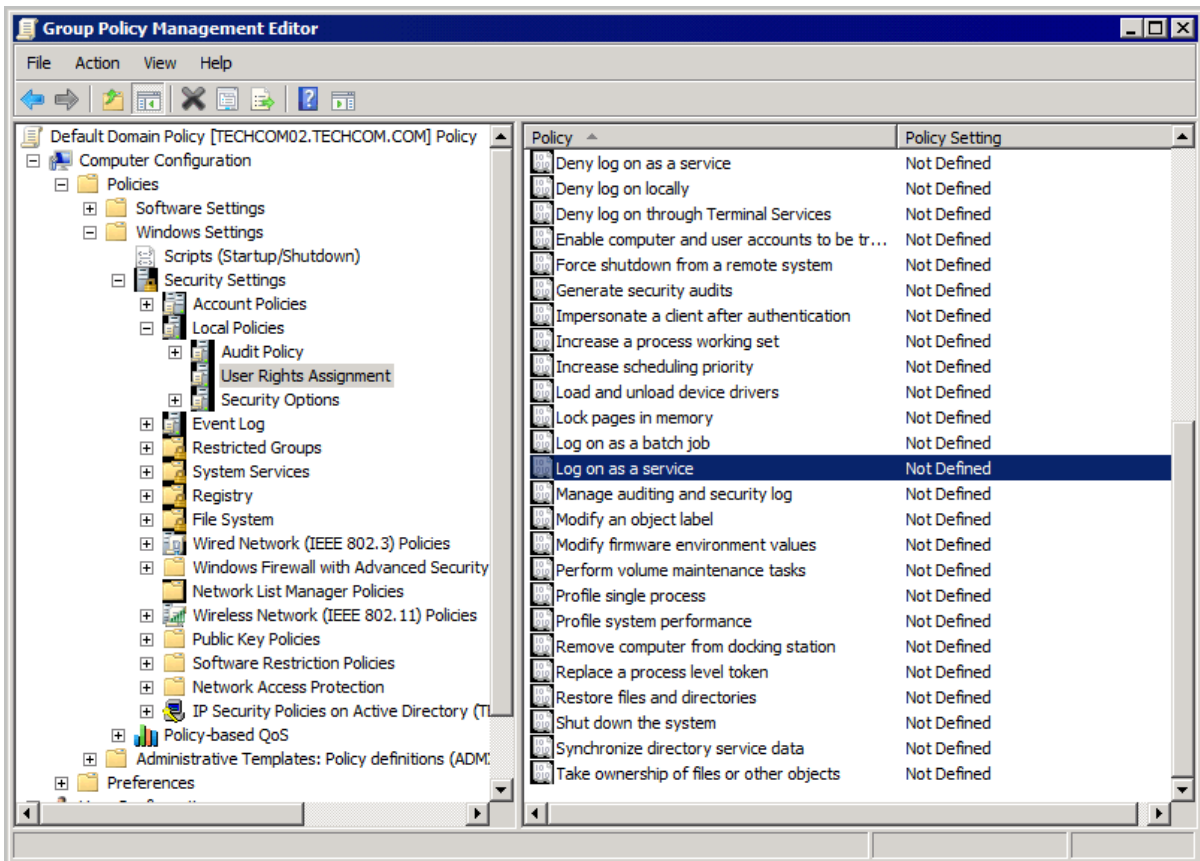 Group Policy Management Editor
File Action View Help
Default Domain Policy [TECHCOM02.TECHCOM.COM] Policy
Computer Configuration
Policies
Software Settings
Windows Settings
Scripts (Startup/Shutdown)
Security Settings
Account Policies
Local Policies
Audit Policy
User Rights Assignment
Security Options
Event Log
Restricted Groups
System Services
Registry
File System
Wired Network (IEEE 802.3) Policies
Windows Firewall with Advanced Security
Network List Manager Policies
Wireless Network (IEEE 802.11) Policies
Public Key Policies
Software Restriction Policies
Network Access Protection
IP Security Policies on Active Directory
Policy-based QoS
Administrative Templates: Policy definitions (ADM
Preferences
Policy Policy Setting
Deny log on as a service Not Defined
Deny log on locally Not Defined
Deny log on through Terminal Services Not Defined
Enable computer and user accounts to be tr... Not Defined
Force shutdown from a remote system Not Defined
Generate security audits Not Defined
Impersonate a client after authentication Not Defined
Increase a process working set Not Defined
Increase scheduling priority Not Defined
Load and unload device drivers Not Defined
Lock pages in memory Not Defined
Log on as a batch job Not Defined
Log on as a service Not Defined
Manage auditing and security log Not Defined
Modify an object label Not Defined
Modify firmware environment values Not Defined
Perform volume maintenance tasks Not Defined
Profile single process Not Defined
Profile system performance Not Defined
Remove computer from docking station Not Defined
Replace a process level token Not Defined
Restore files and directories Not Defined
Shut down the system Not Defined
Synchronize directory service data Not Defined
Take ownership of files or other objects Not Defined